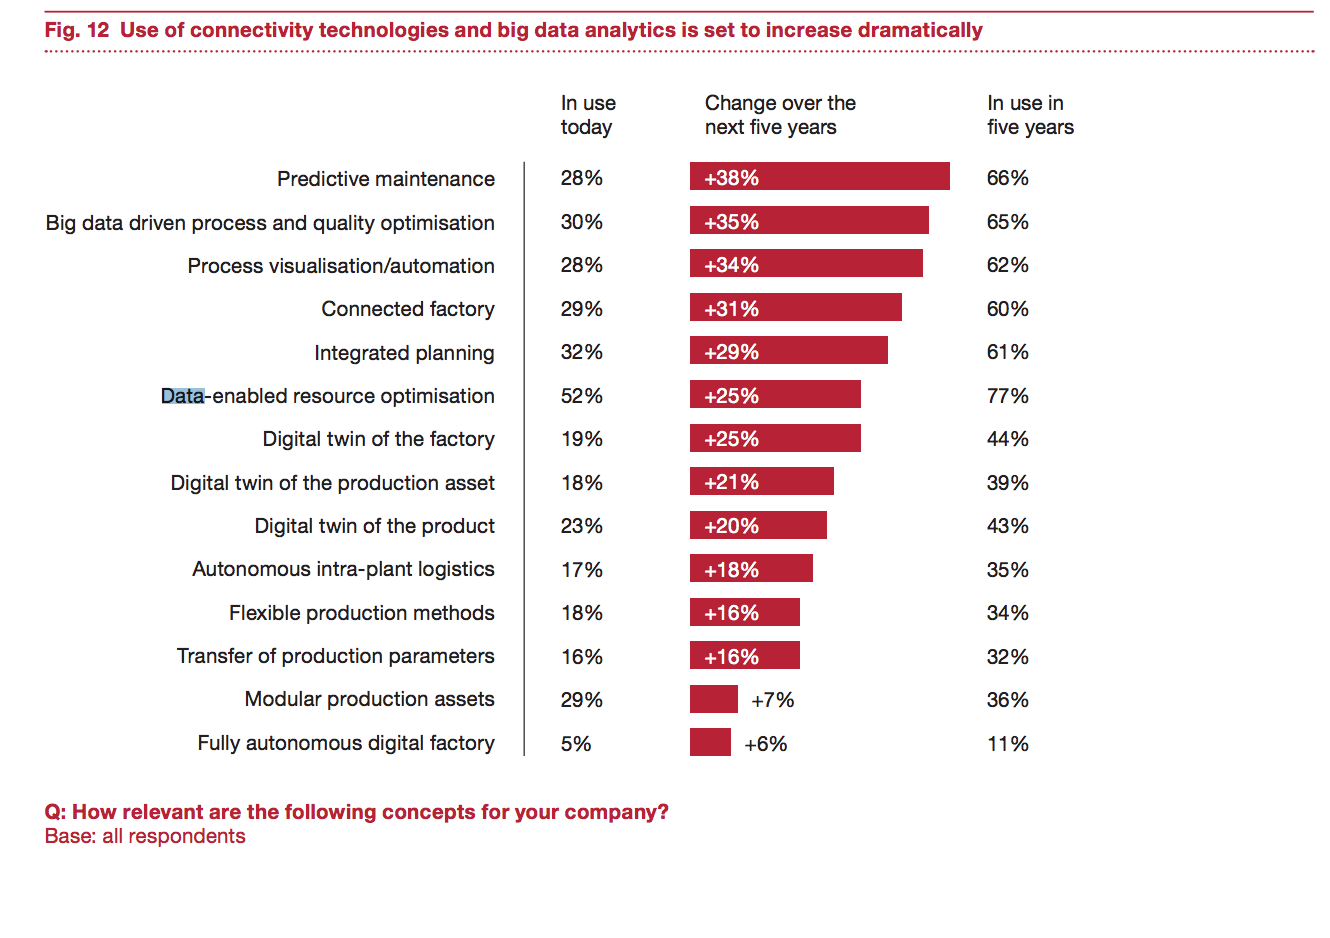 Fig. 12 Use of connectivity technologies and big data analytics is set to increase dramatically
In use today
Change over the next five years
In use in five years
Predictive maintenance 28% +38% 66%
Big data driven process and quality optimisation 30% +35% 65%
Process visualisation/automation 28% +34% 62%
Connected factory 29% +31% 60%
Integrated planning 32% +29% 61%
Data-enabled resource optimisation 52% +25% 77%
Digital twin of the factory 19% +25% 44%
Digital twin of the production asset 18% +21% 39%
Digital twin of the product 23% +20% 43%
Autonomous intra-plant logistics 17% +18% 35%
Flexible production methods 18% +16% 34%
Transfer of production parameters 16% +16% 32%
Modular production assets 29% +7% 36%
Fully autonomous digital factory 5% +6% 11%
Q: How relevant are the following concepts for your company?
Base: all respondents